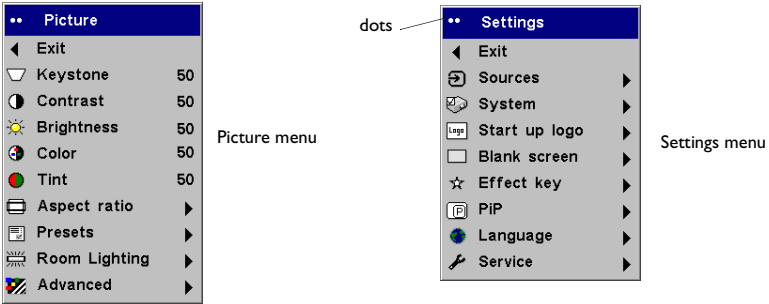 Picture
Exit
Keystone 50
Contrast 50
Brightness 50
Color 50
Tint 50
Aspect ratio
Presets
Room Lighting
Advanced
Picture menu
dots
Settings
Exit
Sources
System
Logo Start up logo
Blank screen
Effect key
P PiP
Language
Service
Settings menu